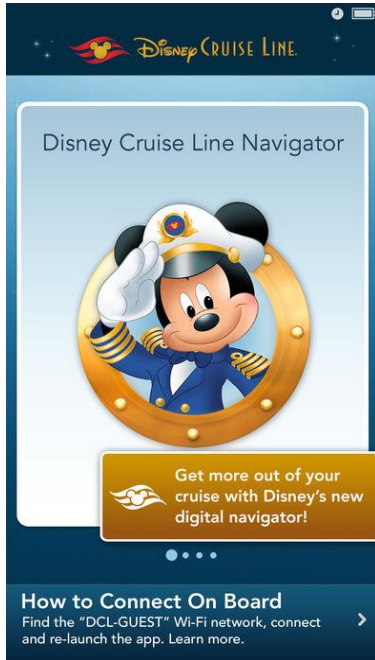 Disney CRUISE LINE.
Disney Cruise Line Navigator
Get more out of your
cruise with Disney's new
digital navigator!
How to Connect On Board
Find the "DCL-GUEST" Wi-Fi network, connect
and re-launch the app. Learn more.